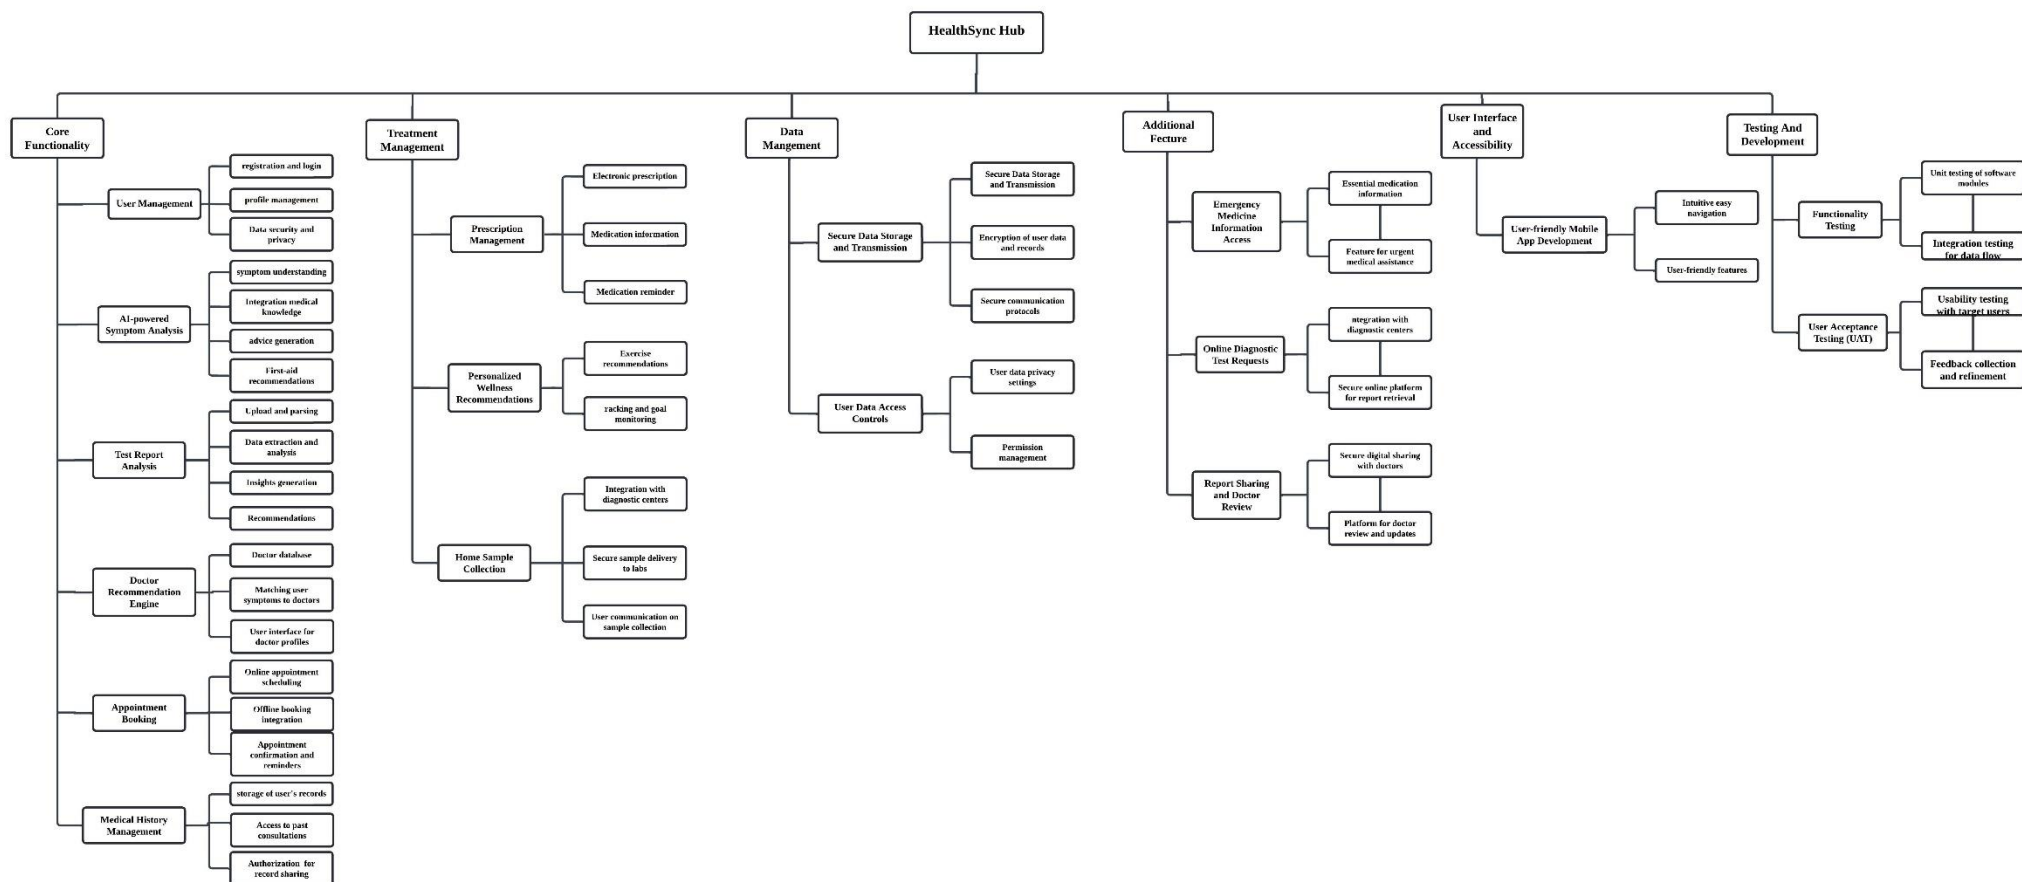 HealthSync Hub
Core
Functionality
User Management
registration and login
profile management
Data security and
privacy
AI-powered
Symptom Analysis
symptom understanding
Integration medical
knowledge
advice generation
First-aid
recommendations
Test Report
Analysis
Upload and parsing
Data extraction and
analysis
Insights generation
Recommendations
Doctor
Recommendation
Engine
Doctor database
Matching user
symptoms to doctors
User interface for
doctor profiles
Appointment
Booking
Online appointment
scheduling
Offline booking
integration
Appointment
confirmation and
reminders
Medical History
Management
storage of user's records
Access to past
consultations
Authorization for
record sharing
Treatment
Management
Prescription
Management
Electronic prescription
Medication information
Medication reminder
Personalized
Wellness
Recommendations
Exercise
recommendations
racking and goal
monitoring
Home Sample
Collection
Integration with
diagnostic centers
Secure sample delivery
to labs
User communication on
sample collection
Data
Mangement
Secure Data Storage
and Transmission
Secure Data Storage
and Transmission
Encryption of user data
and records
Secure communication
protocols
User Data Access
Controls
User data privacy
settings
Permission
management
Additional
Fecture
Emergency
Medicine
Information
Access
Essential medication
information
Feature for urgent
medical assistance
Online Diagnostic
Test Requests
ntegration with
diagnostic centers
Secure online platform
for report retrieval
Report Sharing
and Doctor
Review
Secure digital sharing
with doctors
Platform for doctor
review and updates
User Interface
and
Accessibility
User-friendly Mobile
App Development
Intuitive easy
navigation
User-friendly features
Testing And
Development
Functionality
Testing
Unit testing of software
modules
Integration testing
for data flow
User Acceptance
Testing (UAT)
Usability testing
with target users
Feedback collection
and refinement